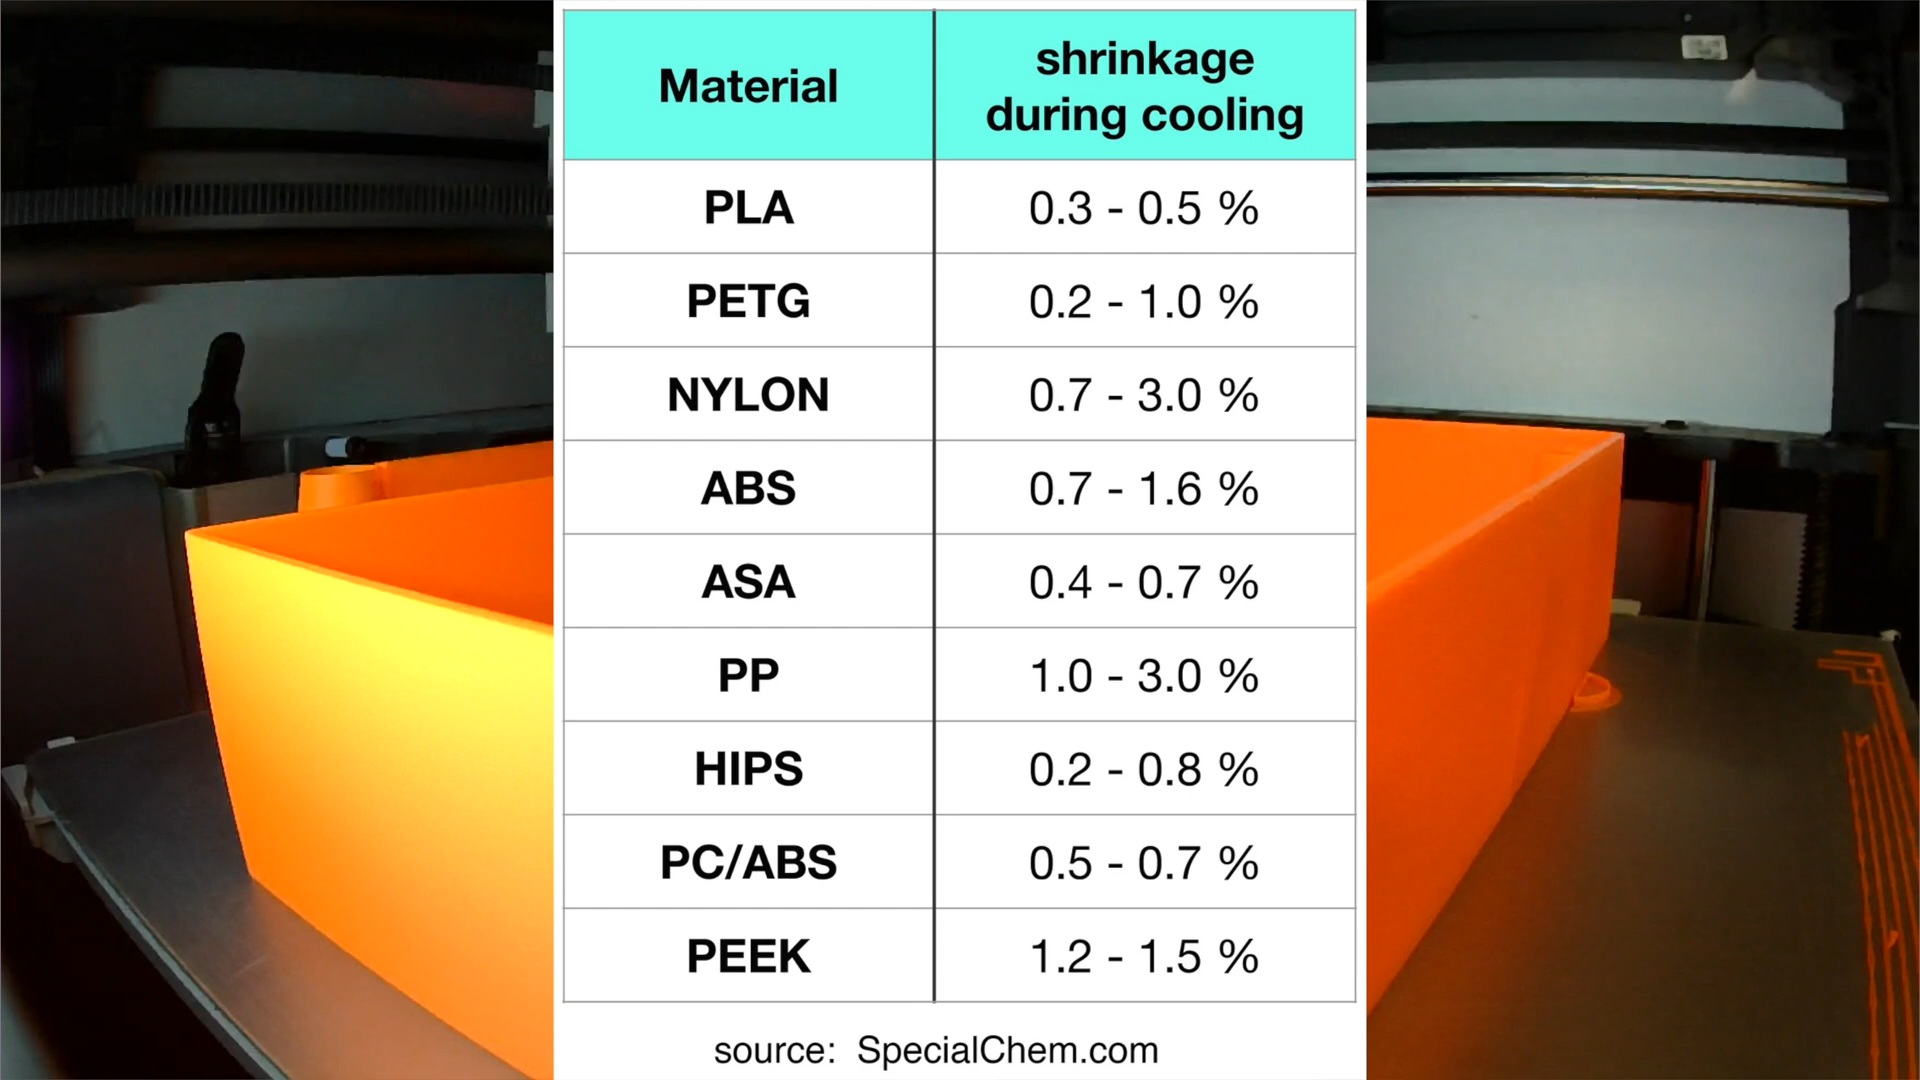 Material shrinkage during cooling
PLA 0.3 - 0.5 %
PETG 0.2 - 1.0 %
NYLON 0.7 - 3.0 %
ABS 0.7 - 1.6 %
ASA 0.4 - 0.7 %
PP 1.0 - 3.0 %
HIPS 0.2 - 0.8 %
PC/ABS 0.5 - 0.7 %
PEEK 1.2 - 1.5 %
source: SpecialChem.com